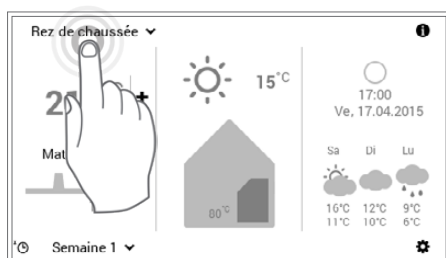 Rez de chaussée
15°C
17:00
Ve, 17.04.2015
Sa Di Lu
80°C
16°C 12°C 9°C
11°C 10°C 6°C
Semaine 1